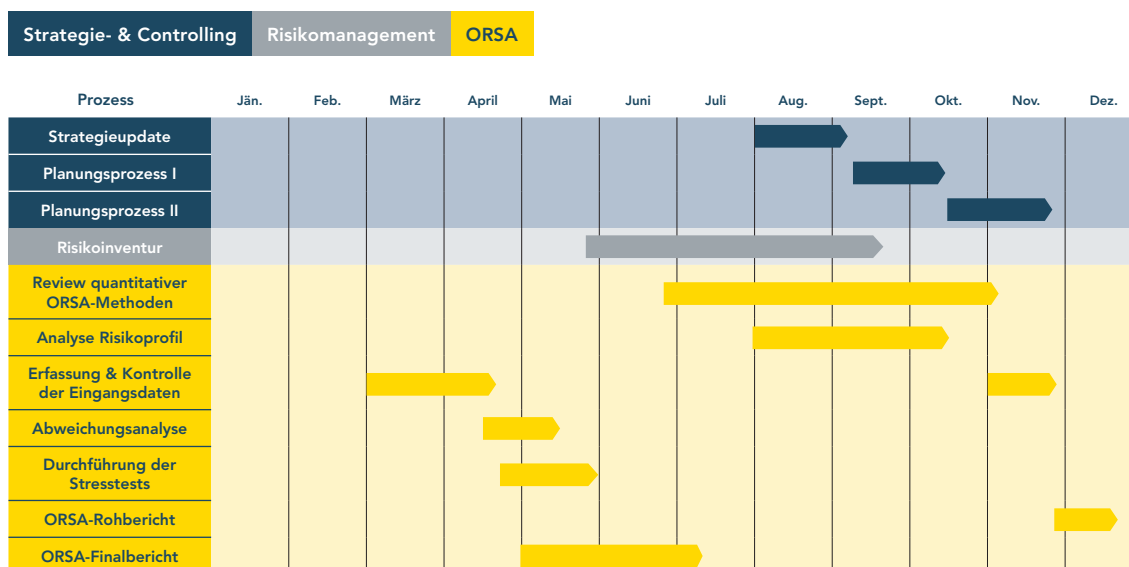 Strategie- & Controlling Risikomanagement ORSA
Prozess Jän. Feb. März April Mai Juni Juli Aug. Sept. Okt. Nov. Dez.
Strategieupdate
Planungsprozess I
Planungsprozess II
Risikoinventur
Review quantitativer
ORSA-Methoden
Analyse Risikoprofil
Erfassung & Kontrolle
der Eingangsdaten
Abweichungsanalyse
Durchführung der
Stresstests
ORSA-Rohbericht
ORSA-Finalbericht